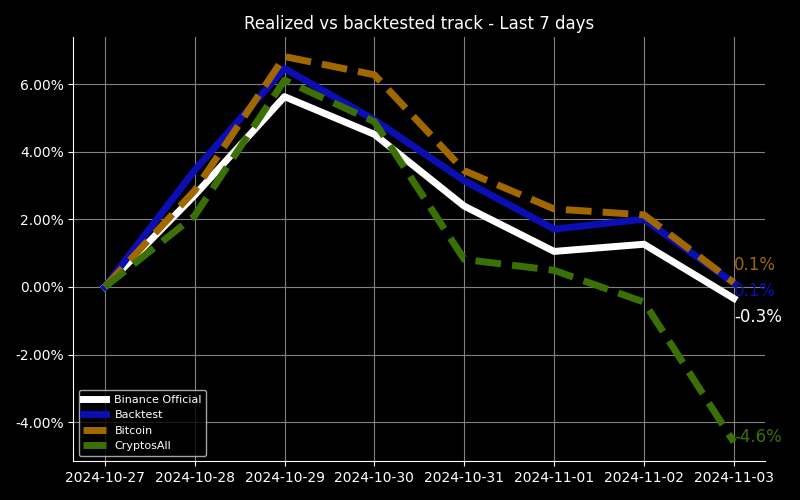 Realized vs backtested track - Last 7 days
6.00%
4.00%
2.00%
0.00%
-2.00%
-4.00%
0.1%
0.1%
-0.3%
-4.6%
Binance Official
Backtest
Bitcoin
CryptosAll
2024-10-27 2024-10-28 2024-10-29 2024-10-30 2024-10-31 2024-11-01 2024-11-02 2024-11-03